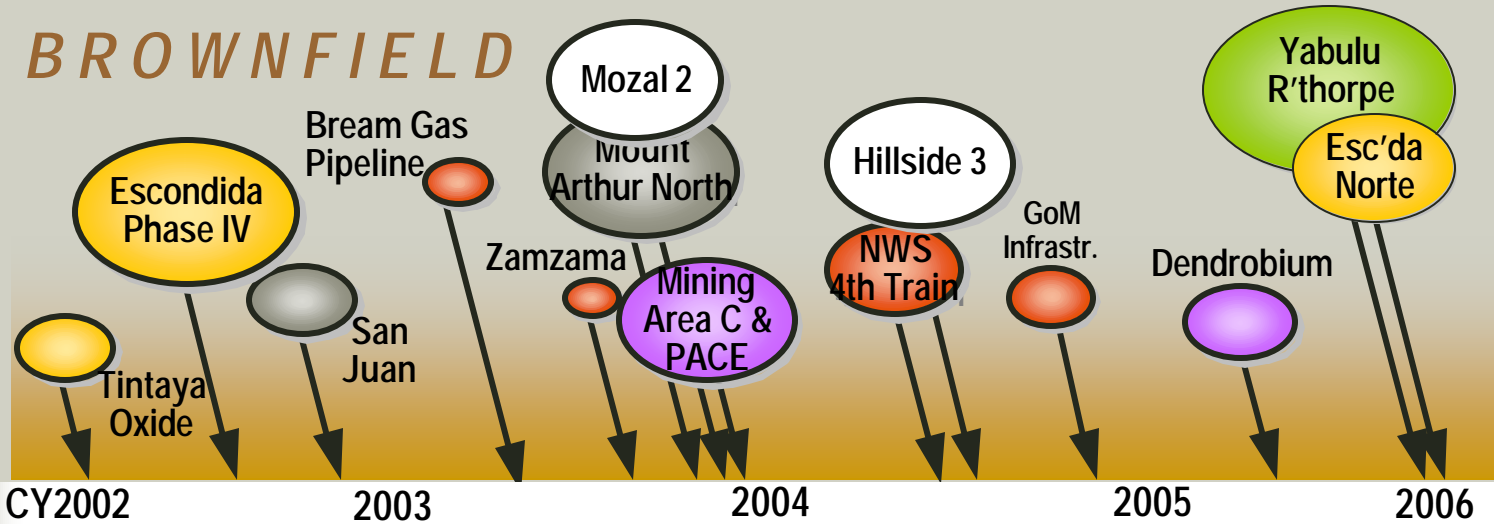 BROWNFIELD
Mozal 2
Yabulu
R'thorpe
Bream Gas
Pipeline
Mount
Arthur North
Hillside 3
Esc'da
Norte
Escondida
Phase IV
GoM
Infrastr.
Zamzama
NWS
4th Train
Dendrobium
Mining
Area C &
PACE
San
Juan
Tintaya
Oxide
CY2002
2003
2004
2005
2006